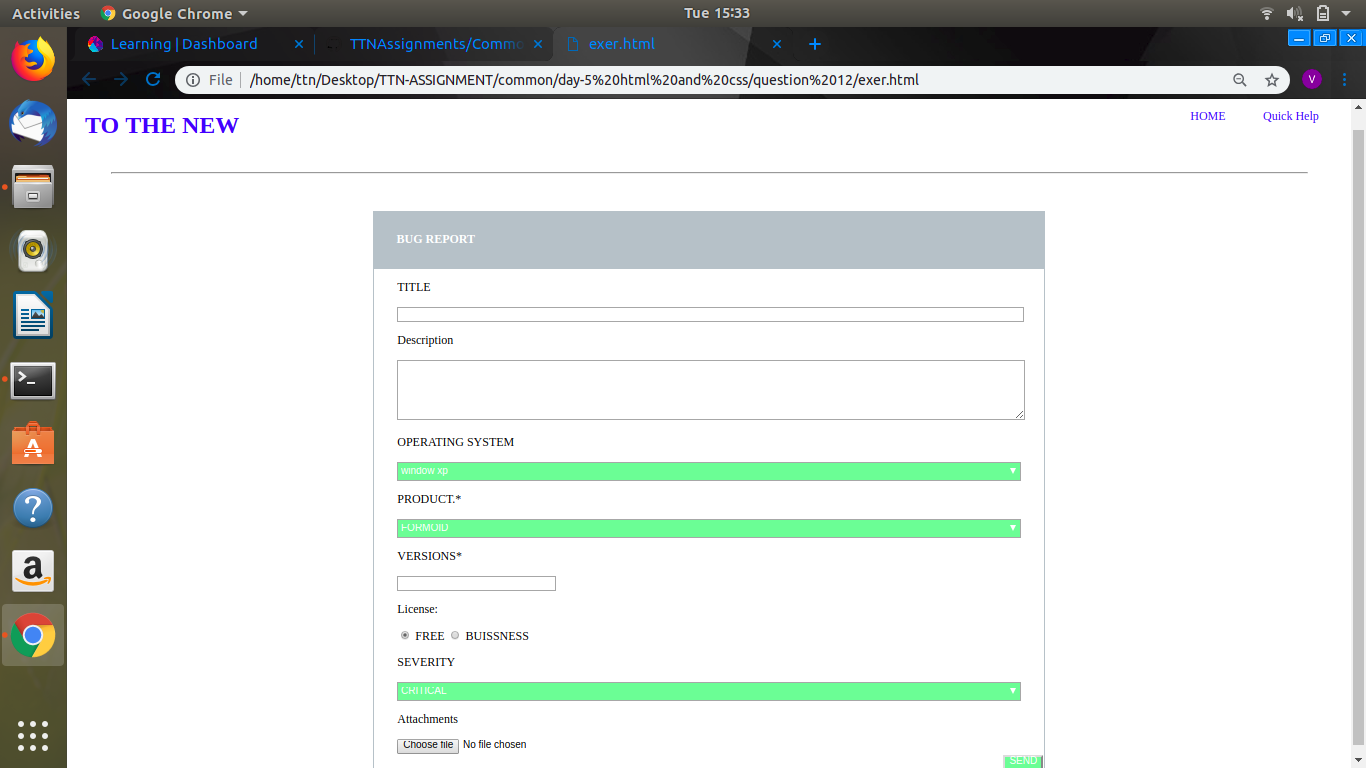 Activities Google Chrome Tue 15:33
Learning | Dashboard TTNAssignments/Commo exer.html
File /home/ttn/Desktop/TTN-ASSIGNMENT/common/day-5%20html%20and%20css/question%2012/exer.html V
TO THE NEW HOME Quick Help
BUG REPORT
TITLE
Description
OPERATING SYSTEM
window xp
PRODUCT.*
FORMOID
VERSIONS*
License:
FREE BUISSNESS
SEVERITY
CRITICAL
Attachments
Choose file No file chosen
SEND